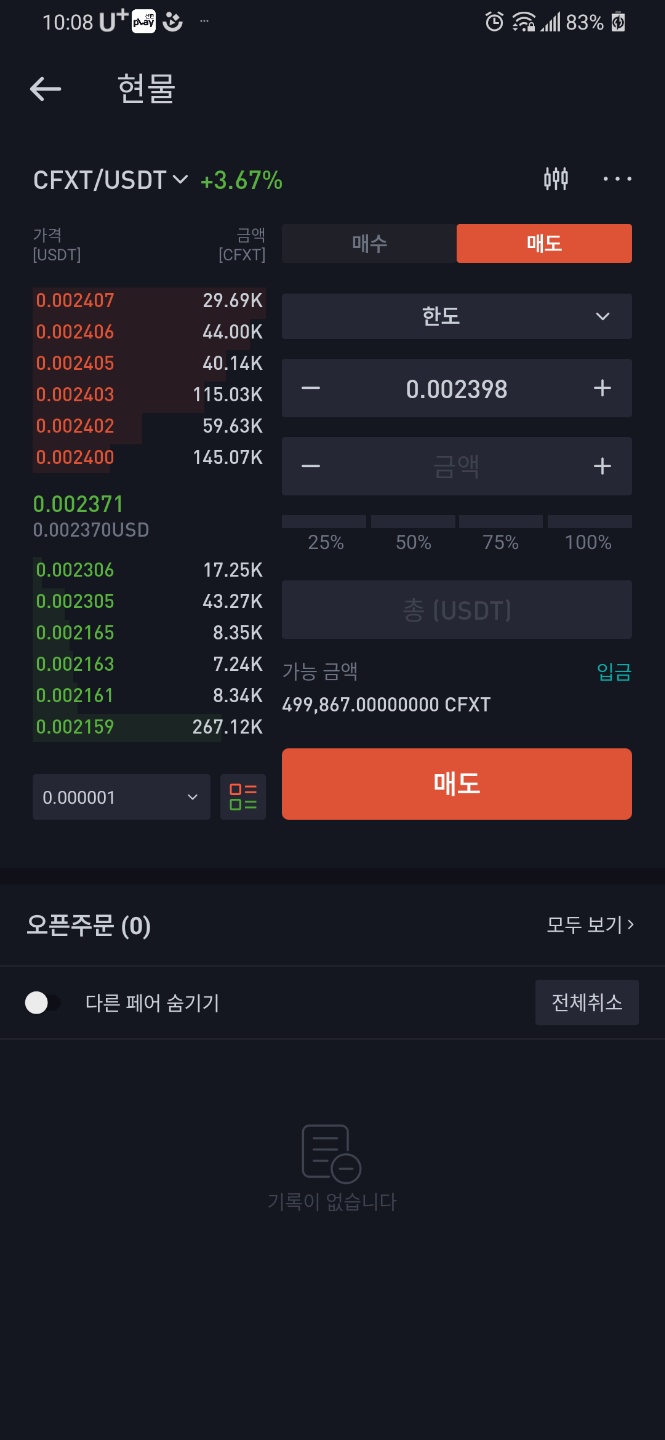 10:08 U+ play ... 83%
현물
CFXT/USDT +3.67%
가격 금액
[USDT] [CFXT]
매수 매도
0.002407 29.69K
0.002406 44.00K
0.002405 40.14K
0.002403 115.03K
0.002402 59.63K
0.002400 145.07K
0.002371
0.002370USD
0.002306 17.25K
0.002305 43.27K
0.002165 8.35K
0.002163 7.24K
0.002161 8.34K
0.002159 267.12K
0.000001
한도
− 0.002398 +
− 금액 +
25% 50% 75% 100%
총 (USDT)
가능 금액 입금
499,867.00000000 CFXT
매도
오픈주문 (0) 모두 보기 >
다른 페어 숨기기 전체취소
기록이 없습니다